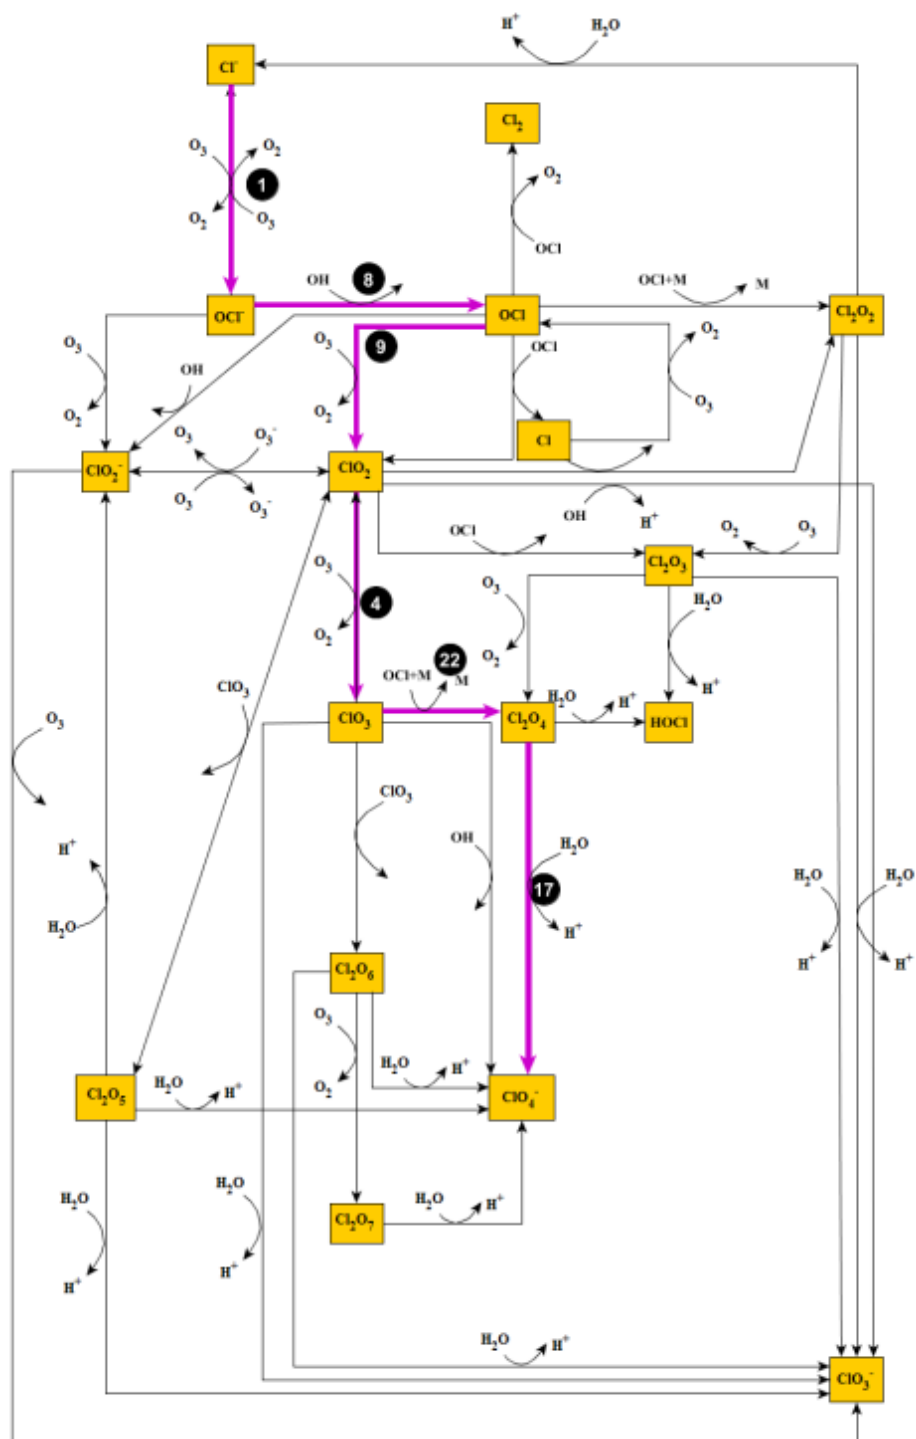 H⁺ H₂O
Cl⁻
Cl₂
O₃ O₂
O₂
1
O₂ O₃
OCl
OH 8
OCl+M M
OCl⁻ OCl Cl₂O₂
O₃ 9 O₃ OCl O₂
OH
O₂ O₂ O₃
Cl
O₃ O₃⁻
ClO₂⁻ ClO₂
O₃ O₃⁻
OH H⁺
OCl O₂ O₃
Cl₂O₃
O₃ 4 O₃ H₂O
O₂ O₂
22
ClO₃ OCl+M M H⁺
H₂O H⁺
O₃ ClO₃ Cl₂O₄ HOCl
ClO₃
OH H₂O
H⁺ H₂O H₂O
17
H₂O H⁺
H⁺ H⁺
Cl₂O₆
O₃
H₂O H⁺ H₂O H⁺
O₂
Cl₂O₅ ClO₄⁻
H₂O H₂O H₂O H⁺
Cl₂O₇
H⁺ H⁺
H₂O H⁺
ClO₃⁻